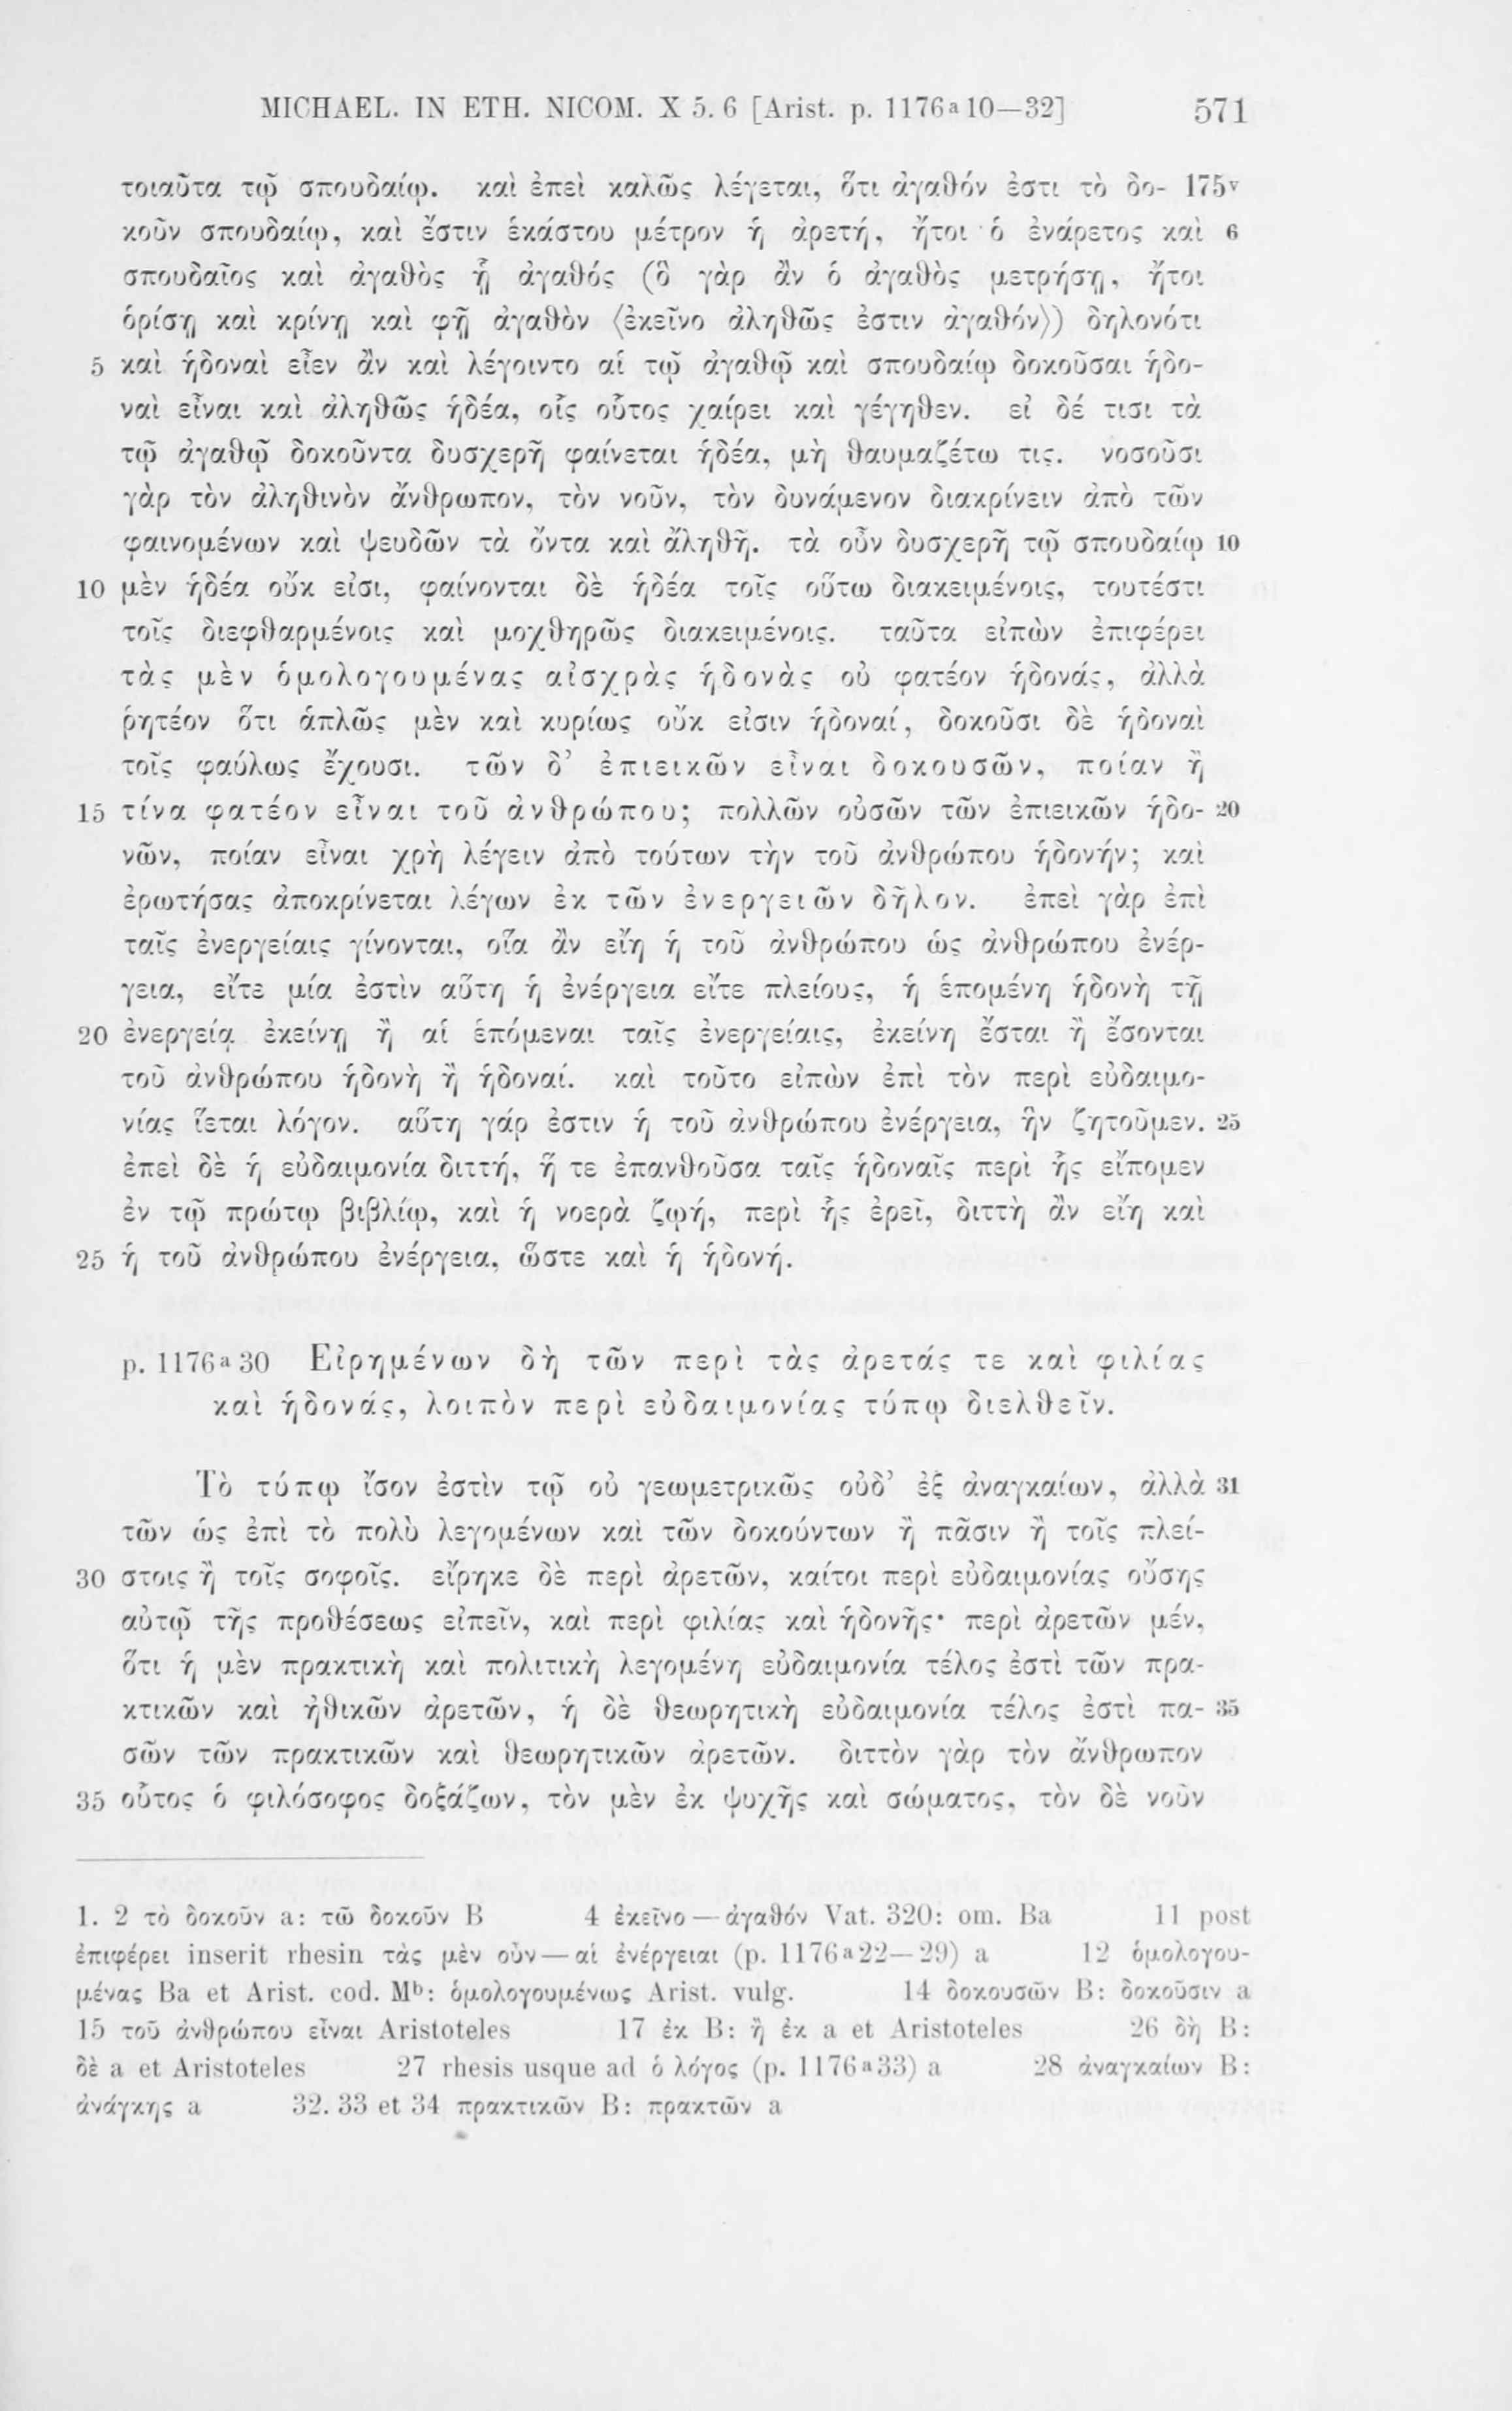 MICHAEL. IN ETH. NICOM. X 5. 6 [Arist. p. 1176a10—32] 571
τοιαῦτα τῷ σπουδαίῳ. καὶ ἐπεὶ καλῶς λέγεται, ὅτι ἀγαθόν ἐστι τὸ δο- 175v
κοῦν σπουδαίῳ, καὶ ἔστιν ἑκάστου μέτρον ἡ ἀρετή, ἤτοι ὁ ἐνάρετος καὶ 6
σπουδαῖος καὶ ἀγαθὸς ᾗ ἀγαθός (ὃ γὰρ ἂν ὁ ἀγαθὸς μετρήσῃ, ἤτοι
ὁρίσῃ καὶ κρίνῃ καὶ φῇ ἀγαθὸν ⟨ἐκεῖνο ἀληθῶς ἐστιν ἀγαθόν⟩) δηλονότι
5 καὶ ἡδοναὶ εἶεν ἂν καὶ λέγοιντο αἱ τῷ ἀγαθῷ καὶ σπουδαίῳ δοκοῦσαι ἡδο-
ναὶ εἶναι καὶ ἀληθῶς ἡδέα, οἷς οὗτος χαίρει καὶ γέγηθεν. εἰ δέ τισι τὰ
τῷ ἀγαθῷ δοκοῦντα δυσχερῆ φαίνεται ἡδέα, μὴ θαυμαζέτω τις. νοσοῦσι
γὰρ τὸν ἀληθινὸν ἄνθρωπον, τὸν νοῦν, τὸν δυνάμενον διακρίνειν ἀπὸ τῶν
φαινομένων καὶ ψευδῶν τὰ ὄντα καὶ ἄληθῆ. τὰ οὖν δυσχερῆ τῷ σπουδαίῳ 10
10 μὲν ἡδέα οὔκ εἰσι, φαίνονται δὲ ἡδέα τοῖς οὕτω διακειμένοις, τουτέστι
τοῖς διεφθαρμένοις καὶ μοχθηρῶς διακειμένοις. ταῦτα εἰπὼν ἐπιφέρει
τὰς μὲν ὁμολογουμένας αἰσχρὰς ἡδονὰς οὐ φατέον ἡδονάς, ἀλλὰ
ῥητέον ὅτι ἁπλῶς μὲν καὶ κυρίως οὔκ εἰσιν ἡδοναί, δοκοῦσι δὲ ἡδοναὶ
τοῖς φαύλως ἔχουσι. τῶν δ’ ἐπιεικῶν εἶναι δοκουσῶν, ποίαν ἢ
15 τίνα φατέον εἶναι τοῦ ἀνθρώπου; πολλῶν οὐσῶν τῶν ἐπιεικῶν ἡδο- 20
νῶν, ποίαν εἶναι χρὴ λέγειν ἀπὸ τούτων τὴν τοῦ ἀνθρώπου ἡδονήν; καὶ
ἐρωτήσας ἀποκρίνεται λέγων ἐκ τῶν ἐνεργειῶν δῆλον. ἐπεὶ γὰρ ἐπὶ
ταῖς ἐνεργείαις γίνονται, οἵα ἂν εἴη ἡ τοῦ ἀνθρώπου ὡς ἀνθρώπου ἐνέρ-
γεια, εἴτε μία ἐστὶν αὕτη ἡ ἐνέργεια εἴτε πλείους, ἡ ἑπομένη ἡδονὴ τῇ
20 ἐνεργείᾳ ἐκείνῃ ἢ αἱ ἑπόμεναι ταῖς ἐνεργείαις, ἐκείνη ἔσται ἢ ἔσονται
τοῦ ἀνθρώπου ἡδονὴ ἢ ἡδοναί. καὶ τοῦτο εἰπὼν ἐπὶ τὸν περὶ εὐδαιμο-
νίας ἵεται λόγον. αὕτη γάρ ἐστιν ἡ τοῦ ἀνθρώπου ἐνέργεια, ἣν ζητοῦμεν. 25
ἐπεὶ δὲ ἡ εὐδαιμονία διττή, ἥ τε ἐπανθοῦσα ταῖς ἡδοναῖς περὶ ἧς εἴπομεν
ἐν τῷ πρώτῳ βιβλίῳ, καὶ ἡ νοερὰ ζωή, περὶ ἧς ἐρεῖ, διττὴ ἂν εἴη καὶ
25 ἡ τοῦ ἀνθρώπου ἐνέργεια, ὥστε καὶ ἡ ἡδονή.
p. 1176a30 Εἰρημένων δὴ τῶν περὶ τὰς ἀρετάς τε καὶ φιλίας
καὶ ἡδονάς, λοιπὸν περὶ εὐδαιμονίας τύπῳ διελθεῖν.
Τὸ τύπῳ ἴσον ἐστὶν τῷ οὐ γεωμετρικῶς οὐδ’ ἐξ ἀναγκαίων, ἀλλὰ 31
τῶν ὡς ἐπὶ τὸ πολὺ λεγομένων καὶ τῶν δοκούντων ἢ πᾶσιν ἢ τοῖς πλεί-
30 στοις ἢ τοῖς σοφοῖς. εἴρηκε δὲ περὶ ἀρετῶν, καίτοι περὶ εὐδαιμονίας οὔσης
αὐτῷ τῆς προθέσεως εἰπεῖν, καὶ περὶ φιλίας καὶ ἡδονῆς· περὶ ἀρετῶν μέν,
ὅτι ἡ μὲν πρακτικὴ καὶ πολιτικὴ λεγομένη εὐδαιμονία τέλος ἐστὶ τῶν πρα-
κτικῶν καὶ ἠθικῶν ἀρετῶν, ἡ δὲ θεωρητικὴ εὐδαιμονία τέλος ἐστὶ πα- 35
σῶν τῶν πρακτικῶν καὶ θεωρητικῶν ἀρετῶν. διττὸν γὰρ τὸν ἄνθρωπον
35 οὗτος ὁ φιλόσοφος δοξάζων, τὸν μὲν ἐκ ψυχῆς καὶ σώματος, τὸν δὲ νοῦν
1. 2 τὸ δοκοῦν a: τῶ δοκοῦν B 4 ἐκεῖνο — ἀγαθόν Vat. 320: om. Ba 11 post
ἐπιφέρει inserit rhesin τὰς μὲν οὖν — αἱ ἐνέργειαι (p. 1176a22—29) a 12 ὁμολογου-
μένας Ba et Arist. cod. Mb: ὁμολογουμένως Arist. vulg. 14 δοκουσῶν B: δοκοῦσιν a
15 τοῦ ἀνθρώπου εἶναι Aristoteles 17 ἐκ B: ἢ ἐκ a et Aristoteles 26 δὴ B:
δὲ a et Aristoteles 27 rhesis usque ad ὁ λόγος (p. 1176a33) a 28 ἀναγκαίων B:
ἀνάγκης a 32. 33 et 34 πρακτικῶν B: πρακτῶν a